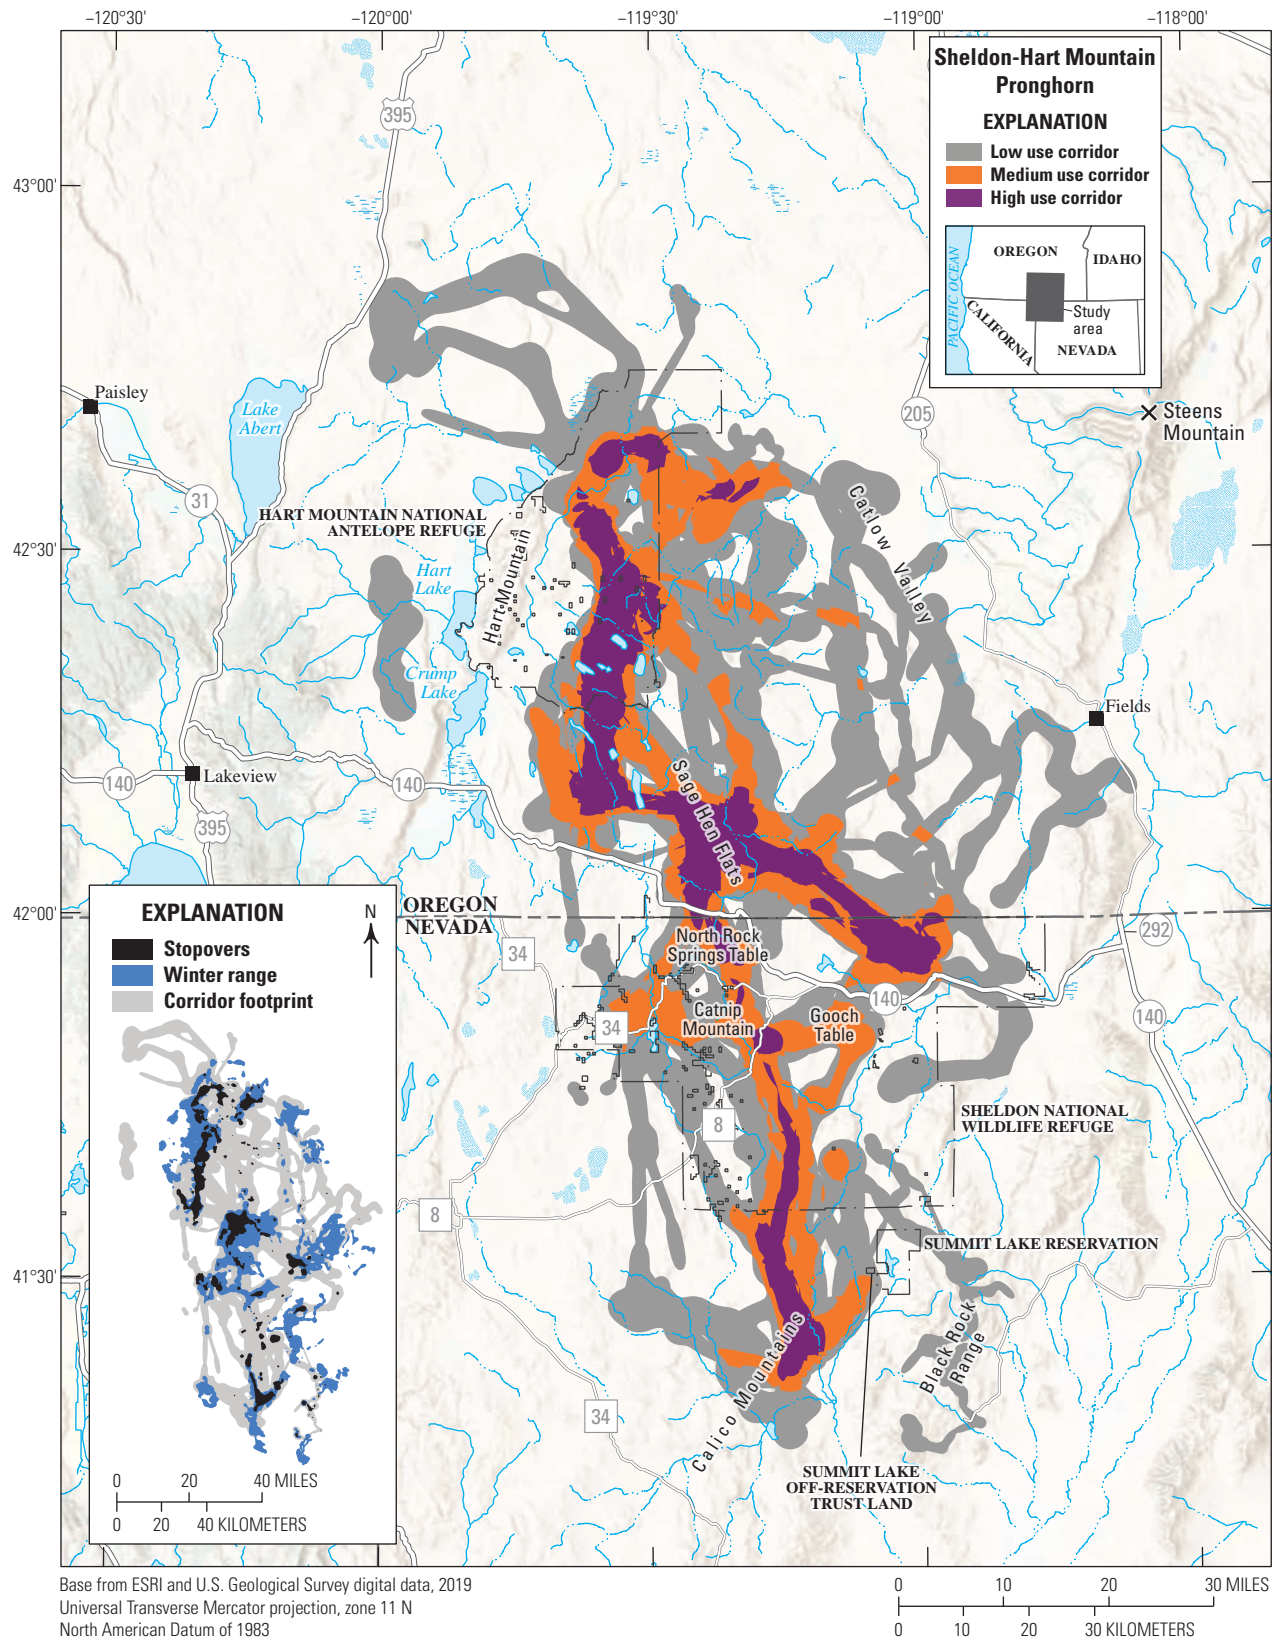 −120°30'
−120°00'
−119°30'
−119°00'
−118°00'
43°00'
42°30'
42°00'
41°30'
Sheldon-Hart Mountain
Pronghorn
EXPLANATION
Low use corridor
Medium use corridor
High use corridor
PACIFIC OCEAN
OREGON
IDAHO
CALIFORNIA
NEVADA
Study
area
395
Paisley
Lake
Abert
31
205
Steens
Mountain
HART MOUNTAIN NATIONAL
ANTELOPE REFUGE
Hart
Lake
Hart Mountain
Crump
Lake
Catlow Valley
Fields
140
Lakeview
140
395
Sage Hen Flats
OREGON
NEVADA
34
292
North Rock
Springs Table
140
140
34
Catnip
Mountain
Gooch
Table
8
SHELDON NATIONAL
WILDLIFE REFUGE
8
SUMMIT LAKE RESERVATION
Black Rock
Range
Calico Mountains
34
SUMMIT LAKE
OFF-RESERVATION
TRUST LAND
EXPLANATION
N
Stopovers
Winter range
Corridor footprint
0 20 40 MILES
0 20 40 KILOMETERS
Base from ESRI and U.S. Geological Survey digital data, 2019
Universal Transverse Mercator projection, zone 11 N
North American Datum of 1983
0 10 20 30 MILES
0 10 20 30 KILOMETERS